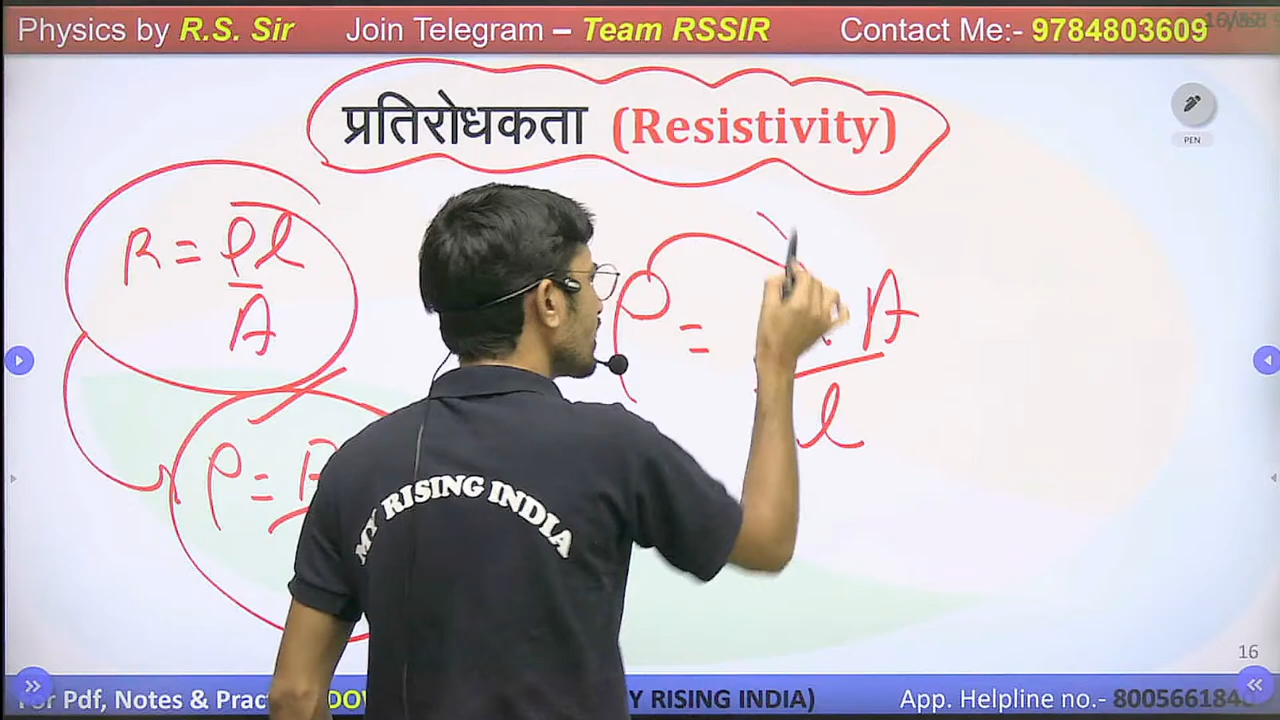 Physics by R.S. Sir Join Telegram – Team RSSIR Contact Me:- 9784803609
PEN
प्रतिरोधकता (Resistivity)
R = ρl
A
ρ =
ρ = A
l
MY RISING INDIA
16
For Pdf, Notes & Y RISING INDIA) App. Helpline no.-